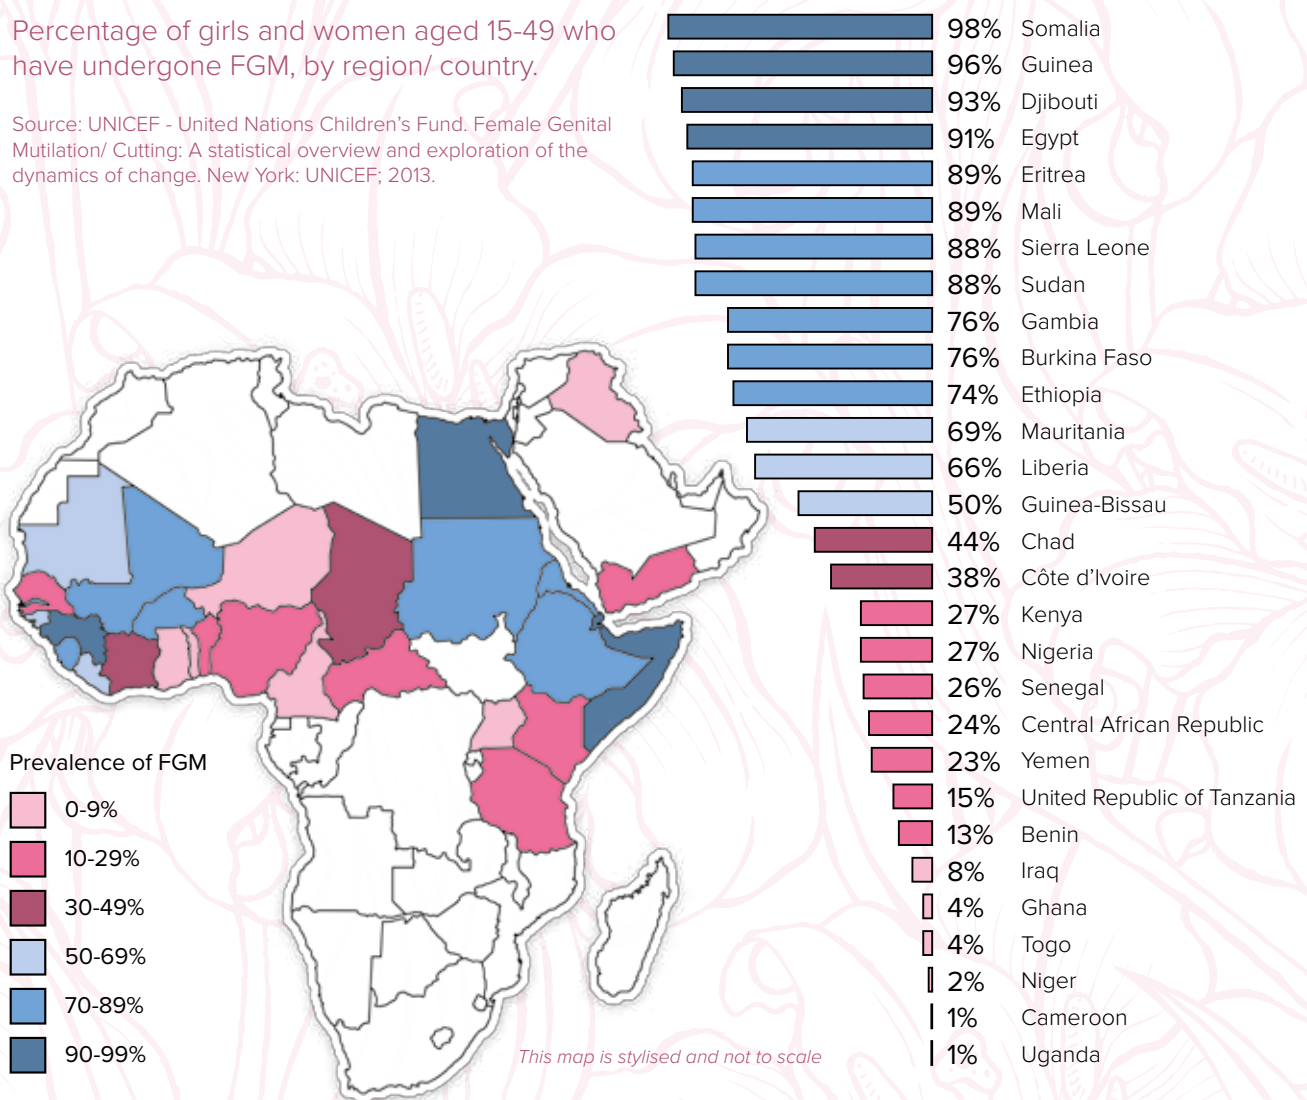 Percentage of girls and women aged 15-49 who
have undergone FGM, by region/ country.
Source: UNICEF - United Nations Children's Fund. Female Genital
Mutilation/ Cutting: A statistical overview and exploration of the
dynamics of change. New York: UNICEF; 2013.
98% Somalia
96% Guinea
93% Djibouti
91% Egypt
89% Eritrea
89% Mali
88% Sierra Leone
88% Sudan
76% Gambia
76% Burkina Faso
74% Ethiopia
69% Mauritania
66% Liberia
50% Guinea-Bissau
44% Chad
38% Côte d'Ivoire
27% Kenya
27% Nigeria
26% Senegal
24% Central African Republic
23% Yemen
15% United Republic of Tanzania
13% Benin
8% Iraq
4% Ghana
4% Togo
2% Niger
1% Cameroon
1% Uganda
Prevalence of FGM
0-9%
10-29%
30-49%
50-69%
70-89%
90-99%
This map is stylised and not to scale